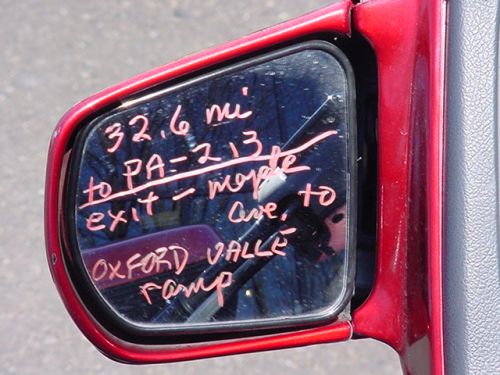 32.6 mi
to PA-213
exit - maple
ave. to
OXFORD VALLE
ramp